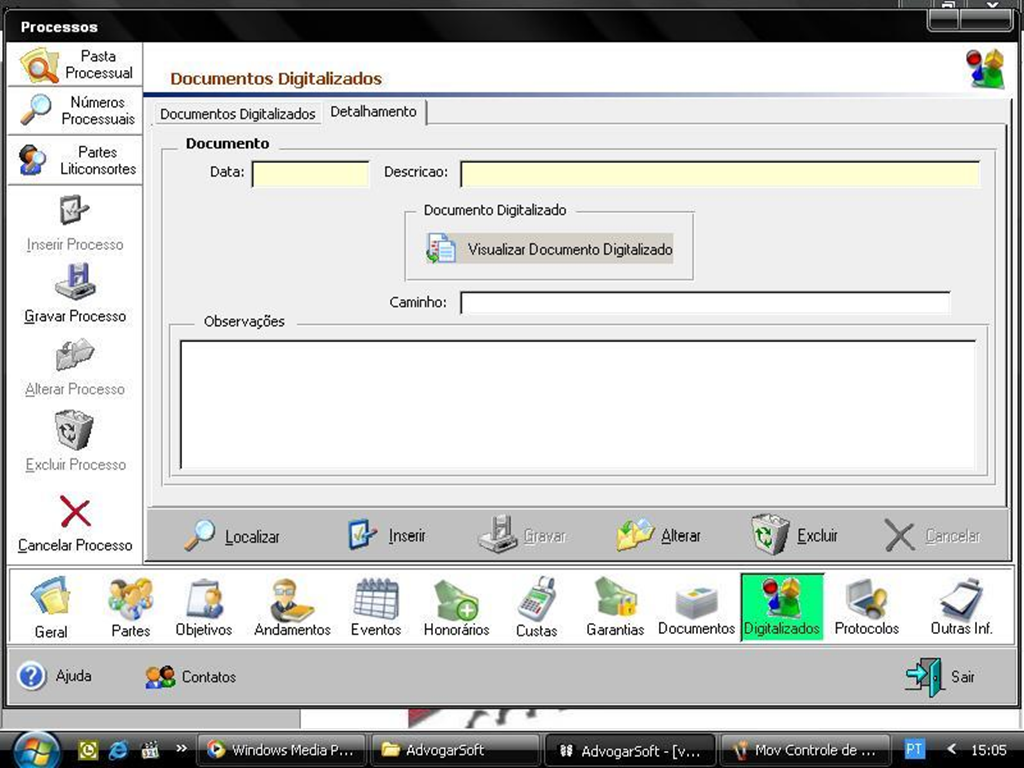 Processos
Pasta
Processual
Números
Processuais
Partes
Liticonsortes
Inserir Processo
Gravar Processo
Alterar Processo
Excluir Processo
Cancelar Processo
Documentos Digitalizados
Documentos Digitalizados
Detalhamento
Documento
Data:
Descricao:
Documento Digitalizado
Visualizar Documento Digitalizado
Caminho:
Observações
Localizar
Inserir
Gravar
Alterar
Excluir
Cancelar
Geral
Partes
Objetivos
Andamentos
Eventos
Honorários
Custas
Garantias
Documentos
Digitalizados
Protocolos
Outras Inf.
Ajuda
Contatos
Sair
»
Windows Media P...
AdvogarSoft
AdvogarSoft - [v...
Mov Controle de ...
PT
<
15:05